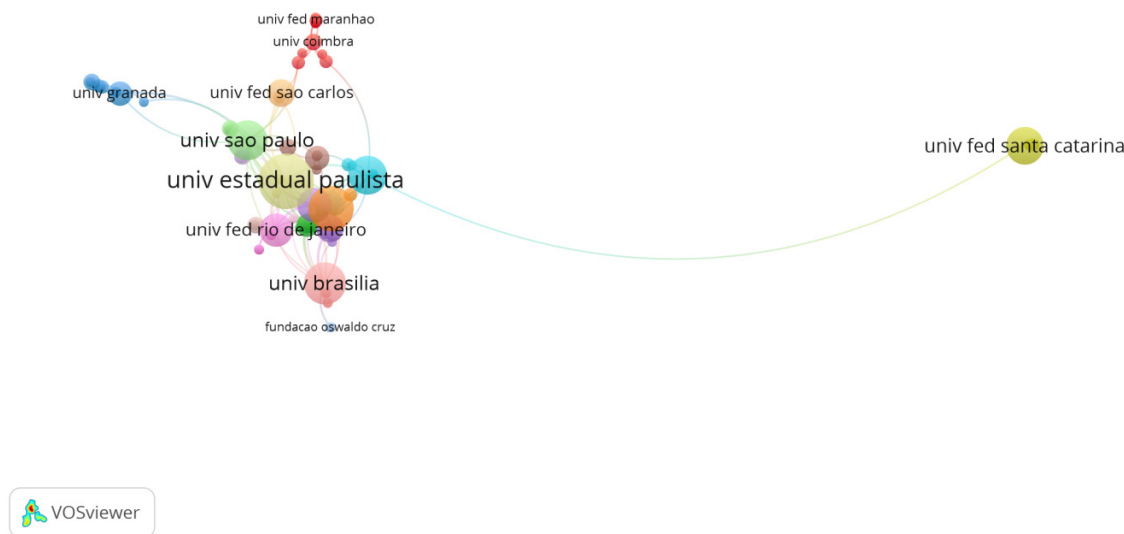 univ fed maranhao
univ coimbra
univ granada
univ fed sao carlos
univ sao paulo
univ fed santa catarina
univ estadual paulista
univ fed rio de janeiro
univ brasilia
fundacao oswaldo cruz
VOSviewer